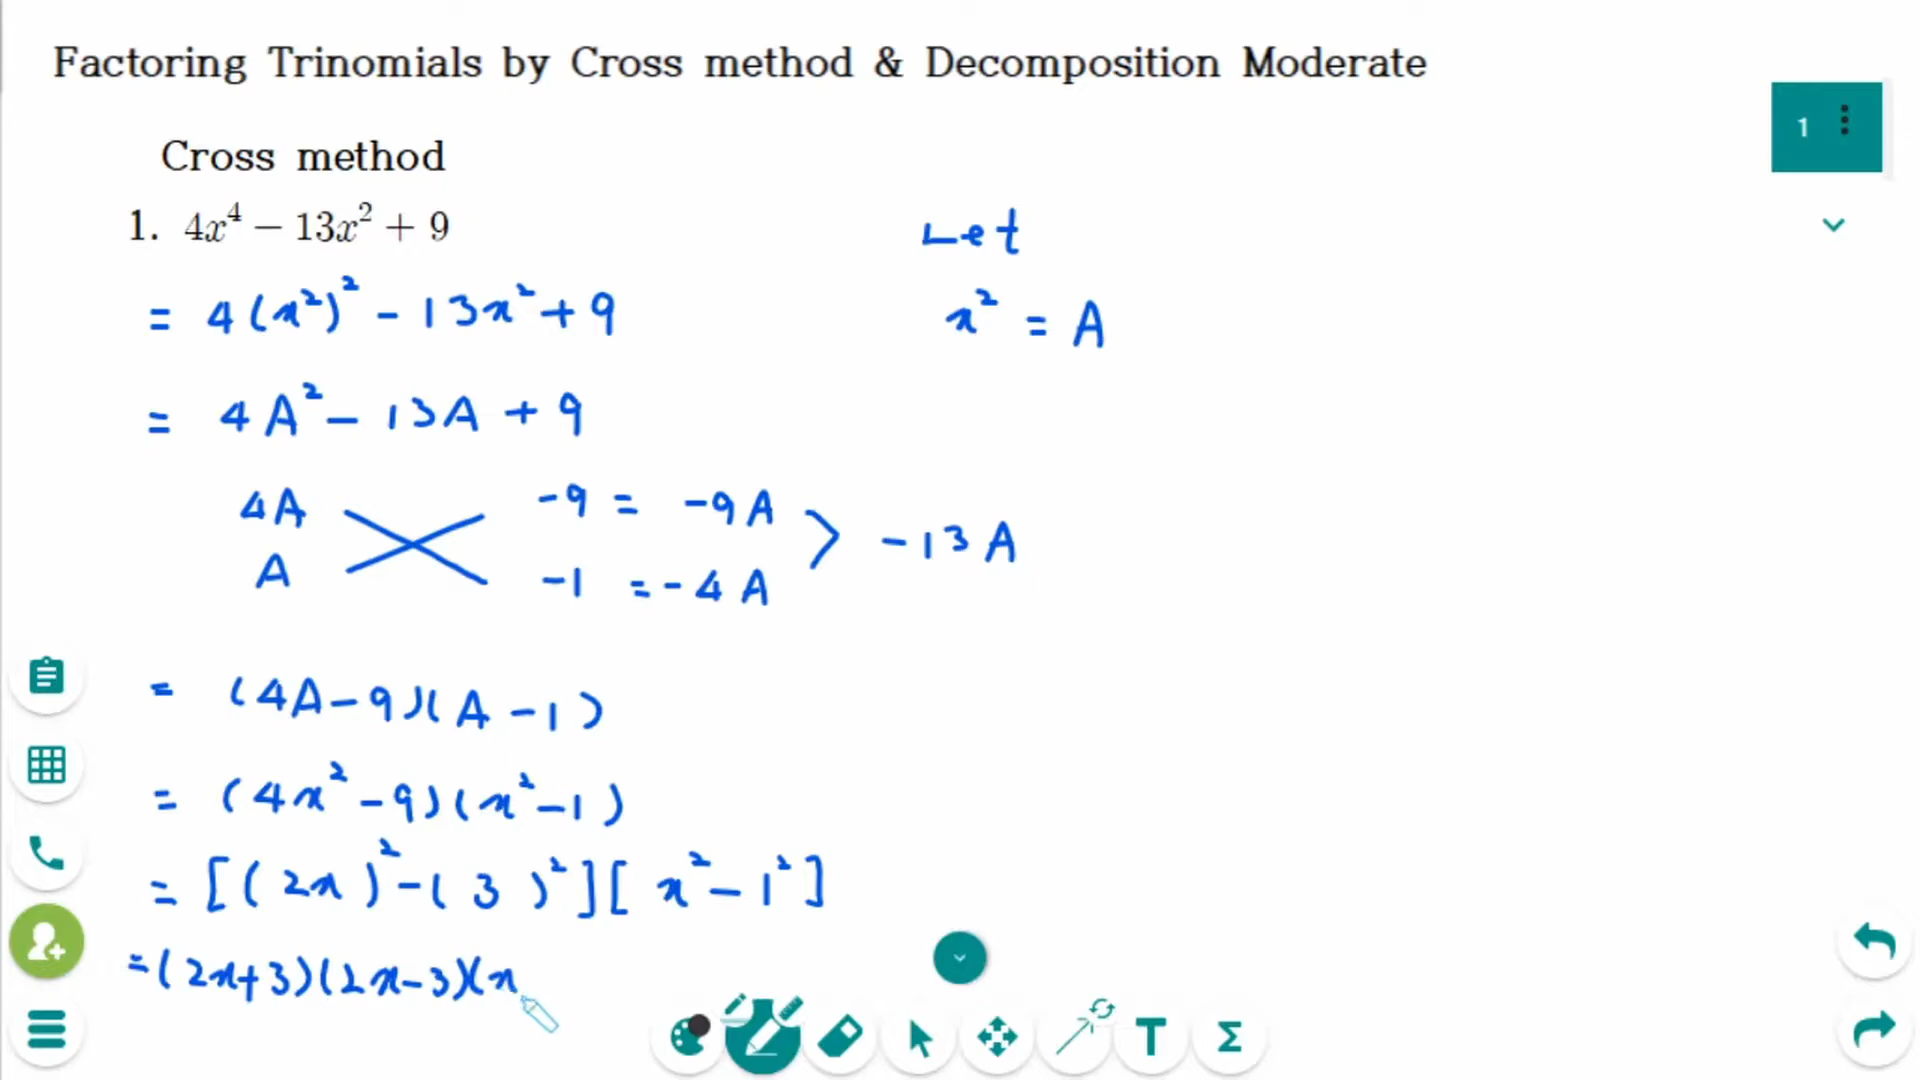 Factoring Trinomials by Cross method & Decomposition Moderate
1
Cross method
1. 4x⁴ − 13x² + 9
Let
= 4(x²)² - 13x² + 9
x² = A
= 4A² - 13A + 9
4A -9 = -9A
> -13A
A -1 = -4A
= (4A-9)(A-1)
= (4x²-9)(x²-1)
= [(2x)²-(3)²][x²-1²]
=(2x+3)(2x-3)(x
T Σ